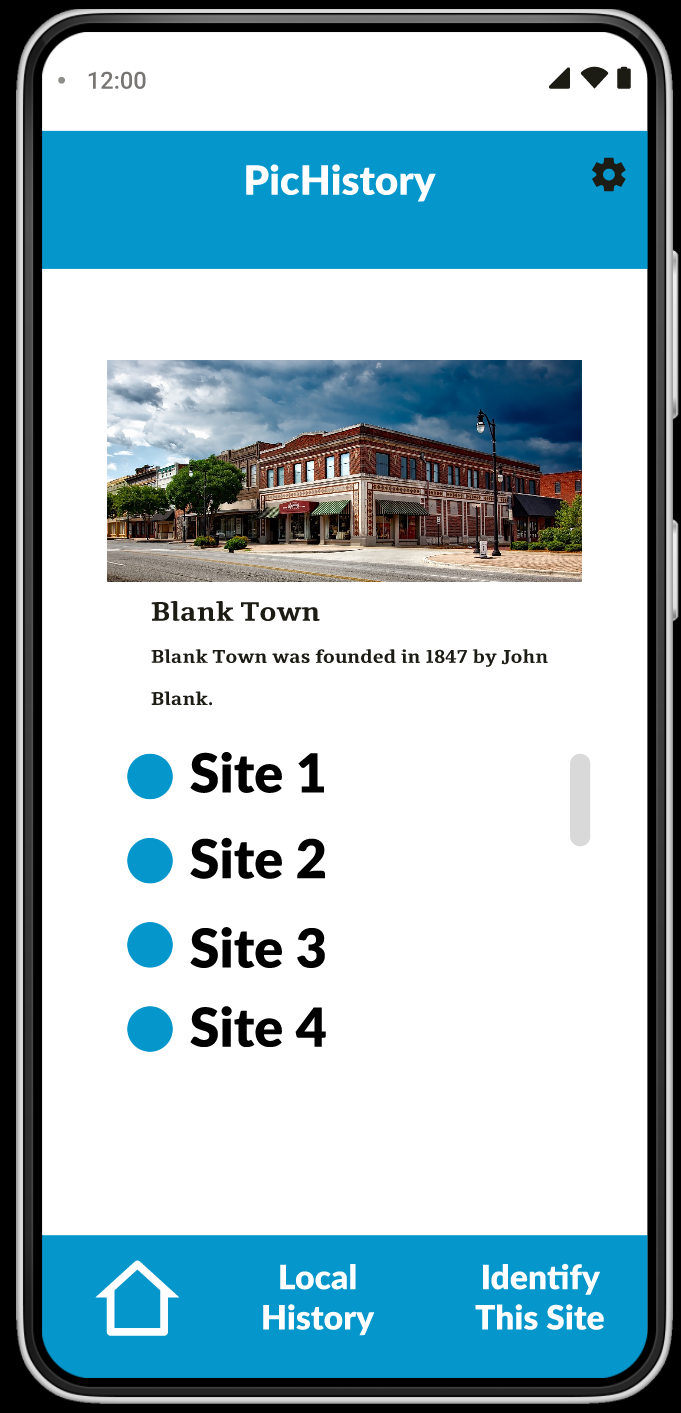 12:00
PicHistory
Blank Town
Blank Town was founded in 1847 by John
Blank.
Site 1
Site 2
Site 3
Site 4
Local
History
Identify
This Site